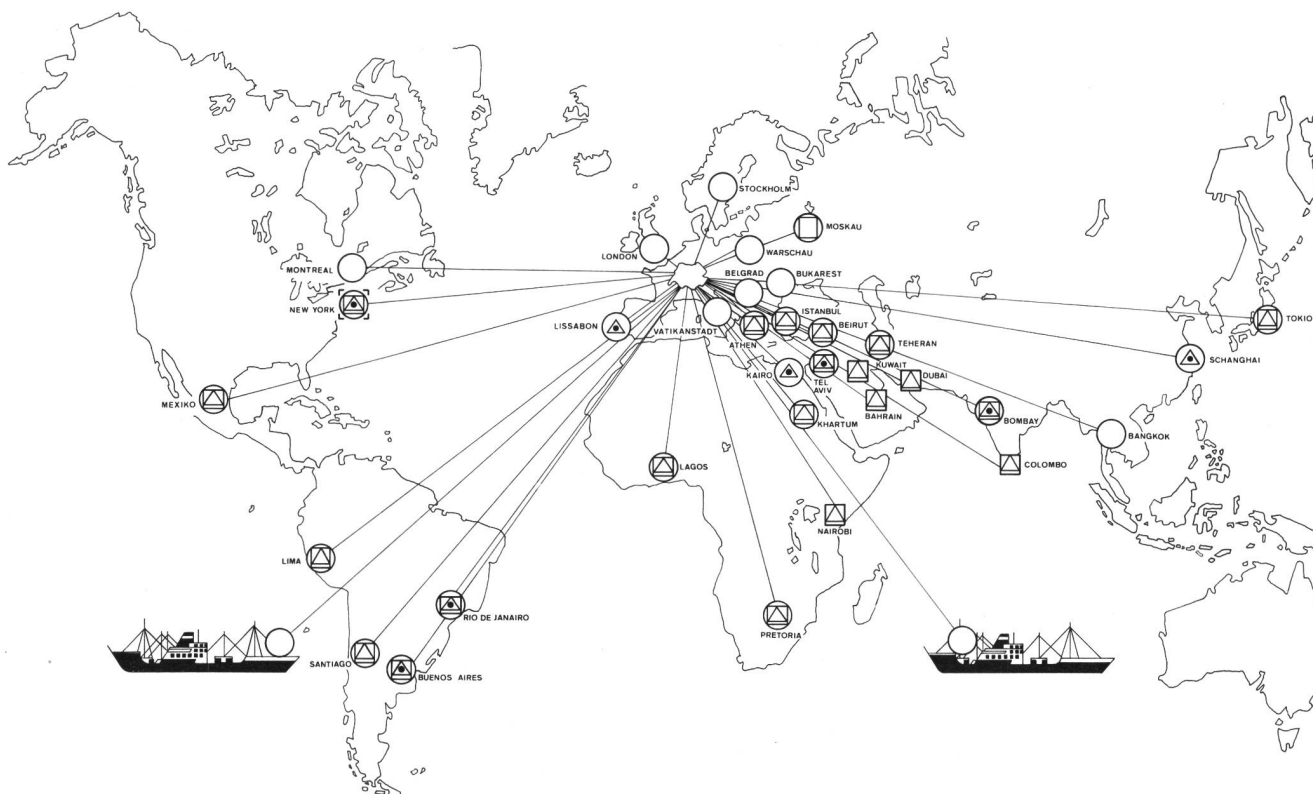 STOCKHOLM
MOSKAU
LONDON
WARSCHAU
MONTREAL
BELGRAD
BUKAREST
NEW YORK
LISSABON
VATIKANSTADT
ISTANBUL
BEIRUT
TOKIO
ATHEN
TEHERAN
SCHANGHAI
KUWAIT
KAIRO
TEL
AVIV
DUBAI
MEXIKO
BAHRAIN
KHARTUM
BOMBAY
BANGKOK
LAGOS
COLOMBO
NAIROBI
LIMA
RIO DE JANAIRO
PRETORIA
SANTIAGO
BUENOS AIRES